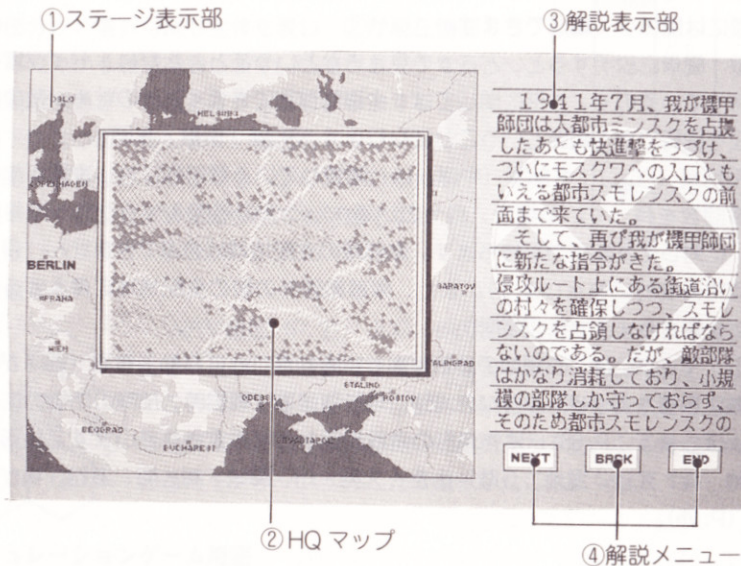 ①ステージ表示部
③解説表示部
OSLO
HELSINKI
COPENHAGEN
BERLIN
PRAHA
WIEN
BEOGRAD
BUCHAREST
ODESSA
STALINO
ROSTOV
SARATOV
ALINGRAD
1941年7月、我が機甲
師団は大都市ミンスクを占拠
したあとも快進撃をつづけ、
ついにモスクワへの入口とも
いえる都市スモレンスクの前
面まで来ていた。
そして、再び我が機甲師団
に新たな指令がきた。
侵攻ルート上にある街道沿い
の村々を確保しつつ、スモレ
ンスクを占領しなければなら
ないのである。だが、敵部隊
はかなり消耗しており、小規
模の部隊しか守っておらず、
そのため都市スモレンスクの
NEXT
BACK
END
②HQマップ
④解説メニュー